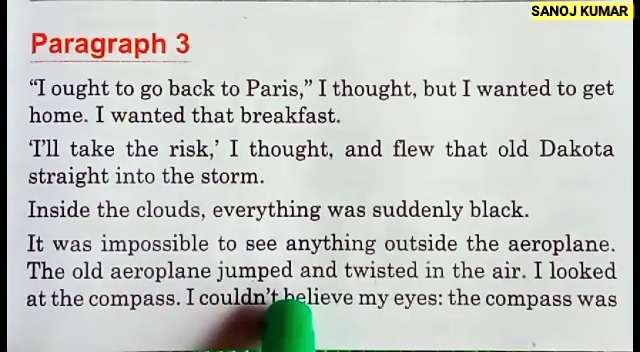 SANOJ KUMAR
Paragraph 3
“I ought to go back to Paris,” I thought, but I wanted to get
home. I wanted that breakfast.
‘I’ll take the risk,’ I thought, and flew that old Dakota
straight into the storm.
Inside the clouds, everything was suddenly black.
It was impossible to see anything outside the aeroplane.
The old aeroplane jumped and twisted in the air. I looked
at the compass. I couldn’t believe my eyes: the compass was